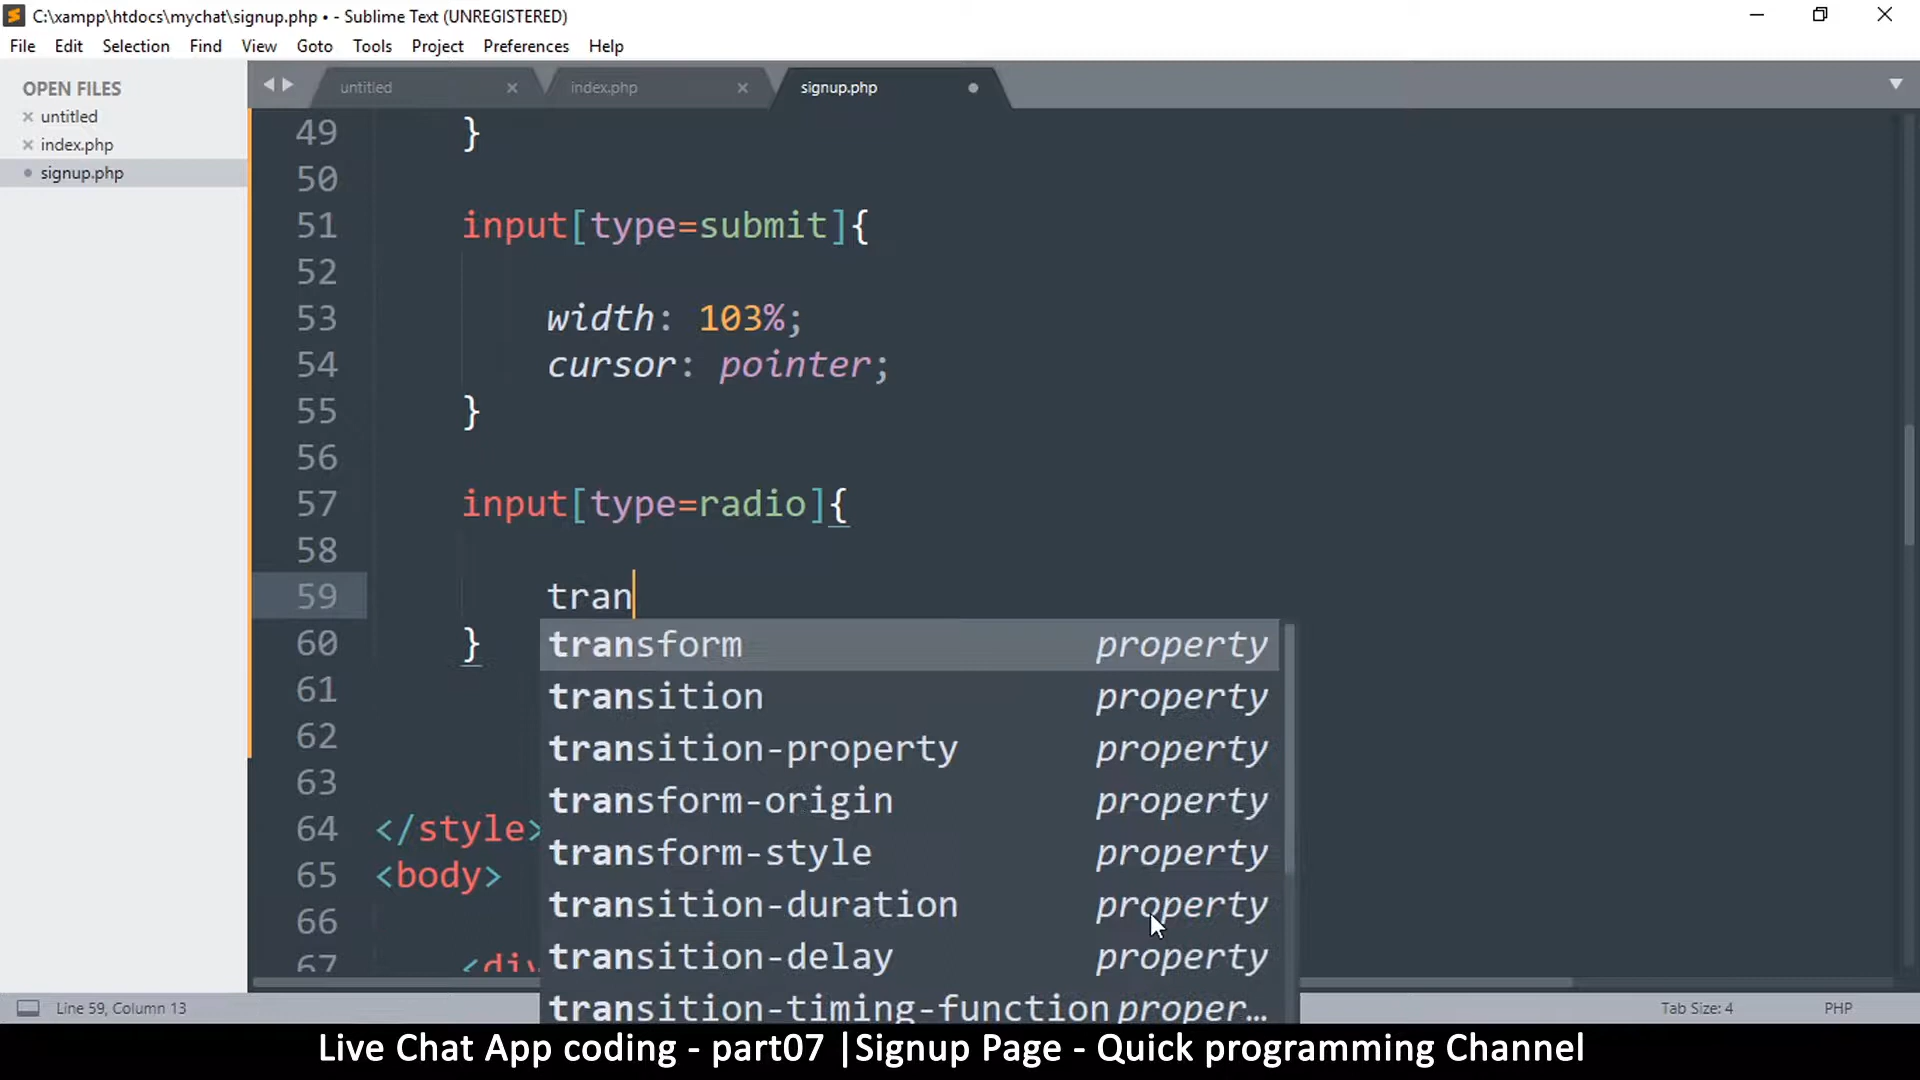 C:\xampp\htdocs\mychat\signup.php • - Sublime Text (UNREGISTERED)
File Edit Selection Find View Goto Tools Project Preferences Help
OPEN FILES
untitled
index.php
signup.php
untitled index.php signup.php
49 }
50
51 input[type=submit]{
52
53 width: 103%;
54 cursor: pointer;
55 }
56
57 input[type=radio]{
58
59 tran
60 }
61
62
63
64 </style>
65 <body>
66
67 <div
transform property
transition property
transition-property property
transform-origin property
transform-style property
transition-duration property
transition-delay property
transition-timing-function proper…
Line 59, Column 13 Tab Size: 4 PHP
Live Chat App coding - part07 |Signup Page - Quick programming Channel